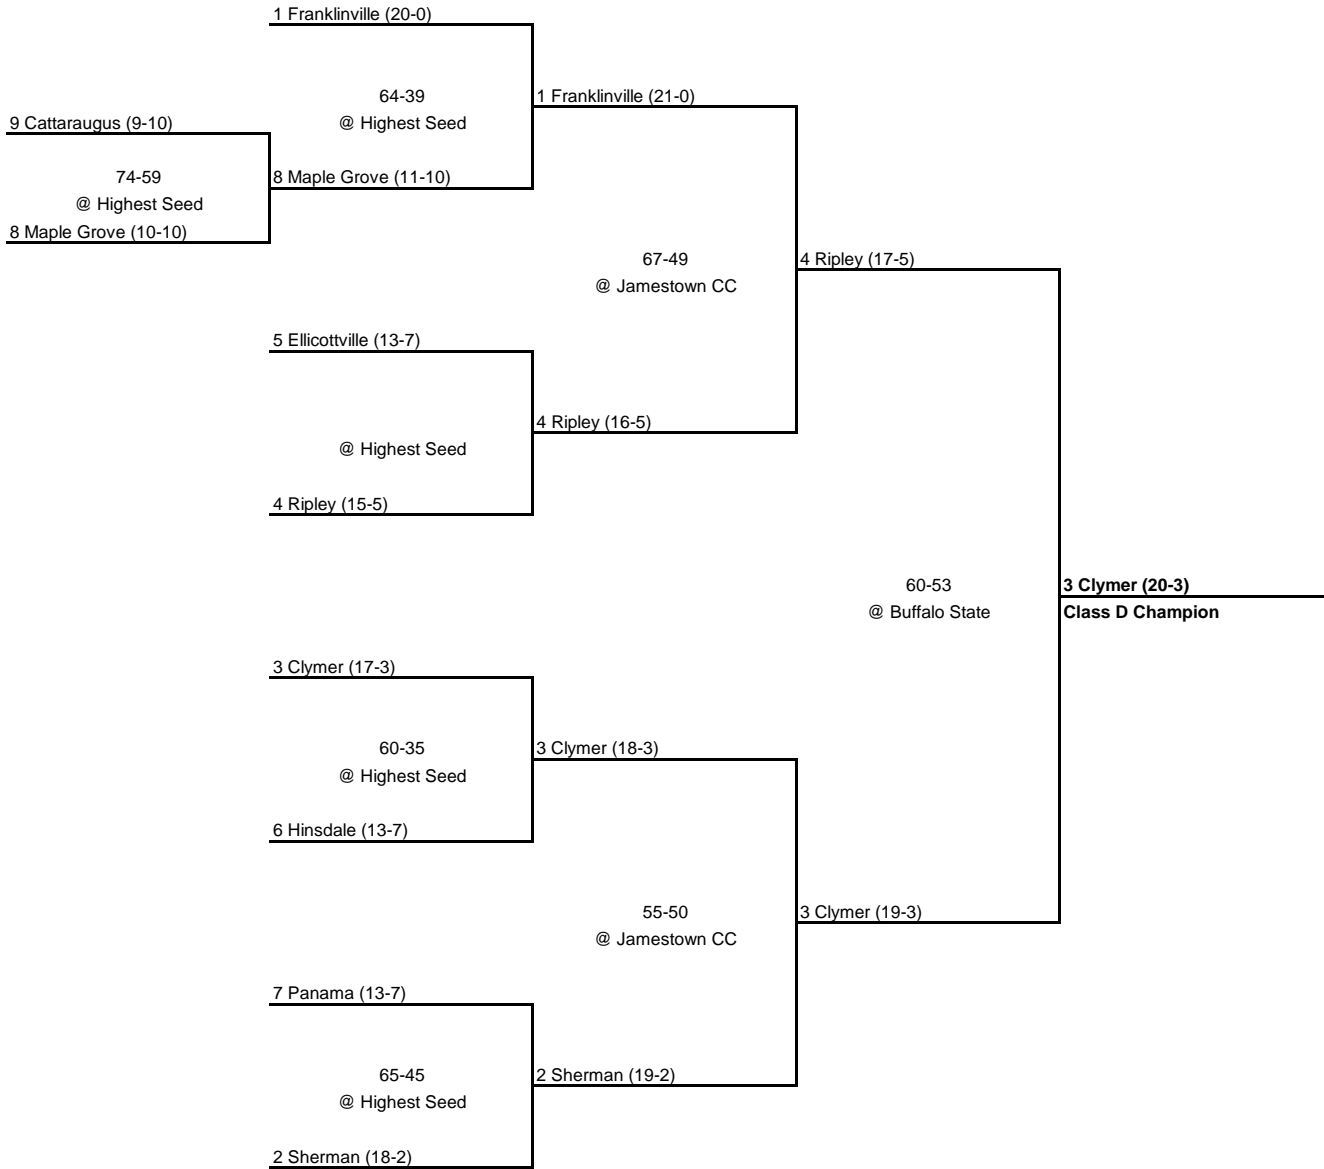 1 Franklinville (20-0)
64-39
@ Highest Seed
1 Franklinville (21-0)
9 Cattaraugus (9-10)
74-59
@ Highest Seed
8 Maple Grove (11-10)
8 Maple Grove (10-10)
67-49
@ Jamestown CC
4 Ripley (17-5)
5 Ellicottville (13-7)
@ Highest Seed
4 Ripley (16-5)
4 Ripley (15-5)
60-53
@ Buffalo State
3 Clymer (20-3)
Class D Champion
3 Clymer (17-3)
60-35
@ Highest Seed
3 Clymer (18-3)
6 Hinsdale (13-7)
55-50
@ Jamestown CC
3 Clymer (19-3)
7 Panama (13-7)
65-45
@ Highest Seed
2 Sherman (19-2)
2 Sherman (18-2)